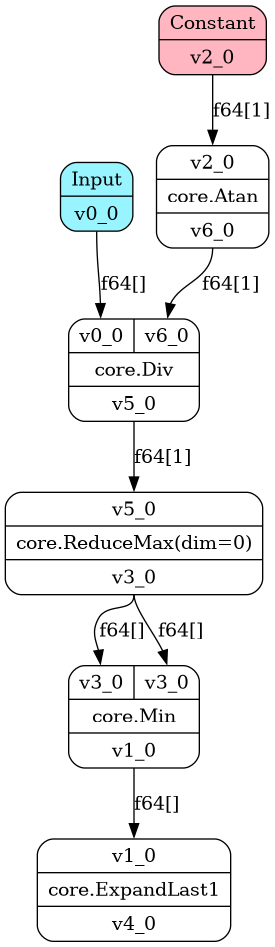 Constant
v2_0
f64[1]
v2_0
core.Atan
v6_0
Input
v0_0
f64[]
f64[1]
v0_0 v6_0
core.Div
v5_0
f64[1]
v5_0
core.ReduceMax(dim=0)
v3_0
f64[] f64[]
v3_0 v3_0
core.Min
v1_0
f64[]
v1_0
core.ExpandLast1
v4_0